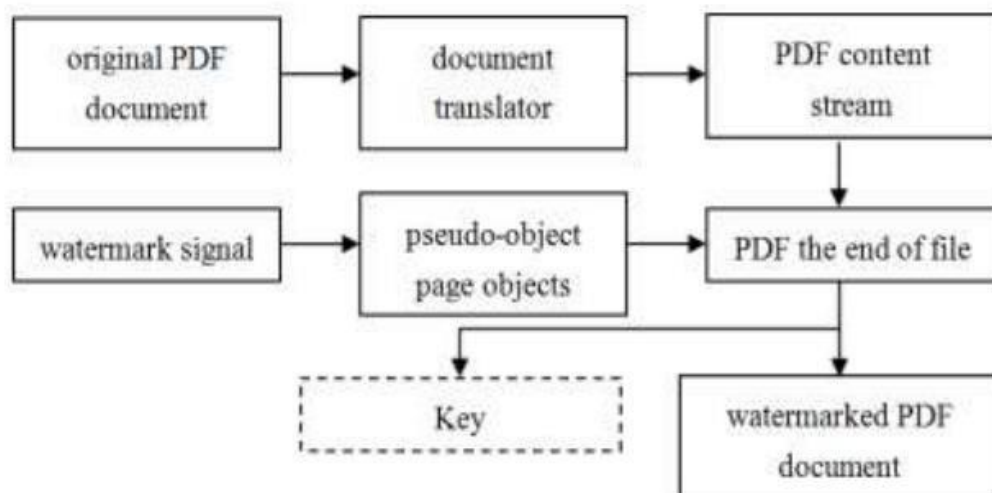 original PDF
document
document
translator
PDF content
stream
watermark signal
pseudo-object
page objects
PDF the end of file
Key
watermarked PDF
document